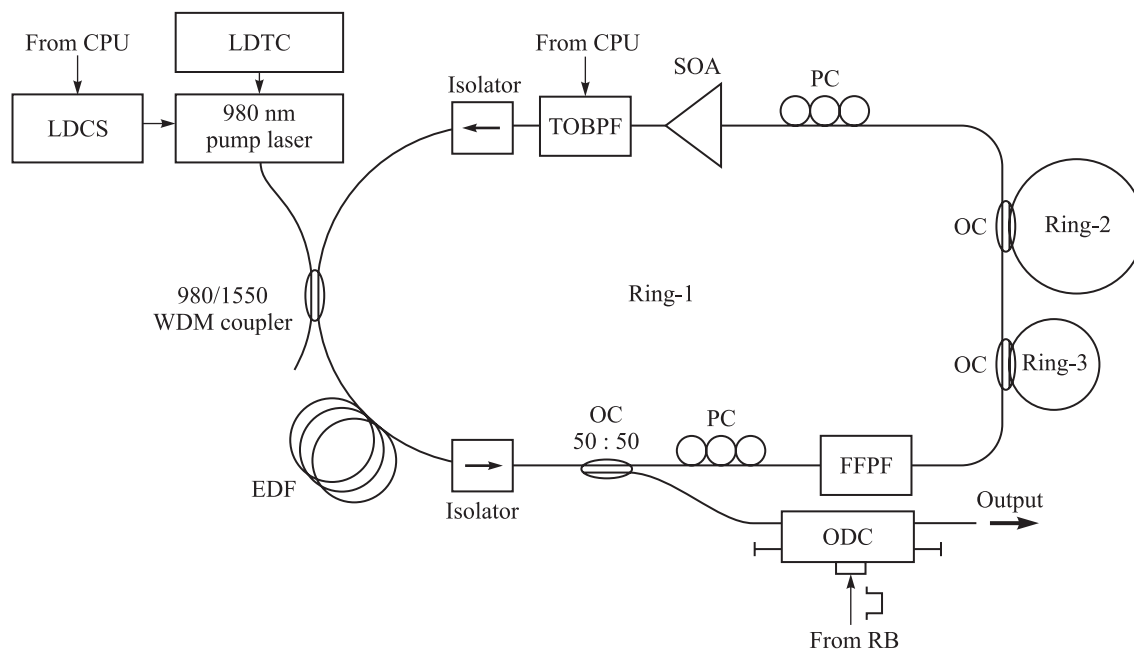 From CPU
LDTC
LDCS
980 nm
pump laser
Isolator
From CPU
TOBPF
SOA
PC
OC
Ring-2
980/1550
WDM coupler
Ring-1
OC
Ring-3
EDF
Isolator
OC
50 : 50
PC
FFPF
Output
ODC
From RB